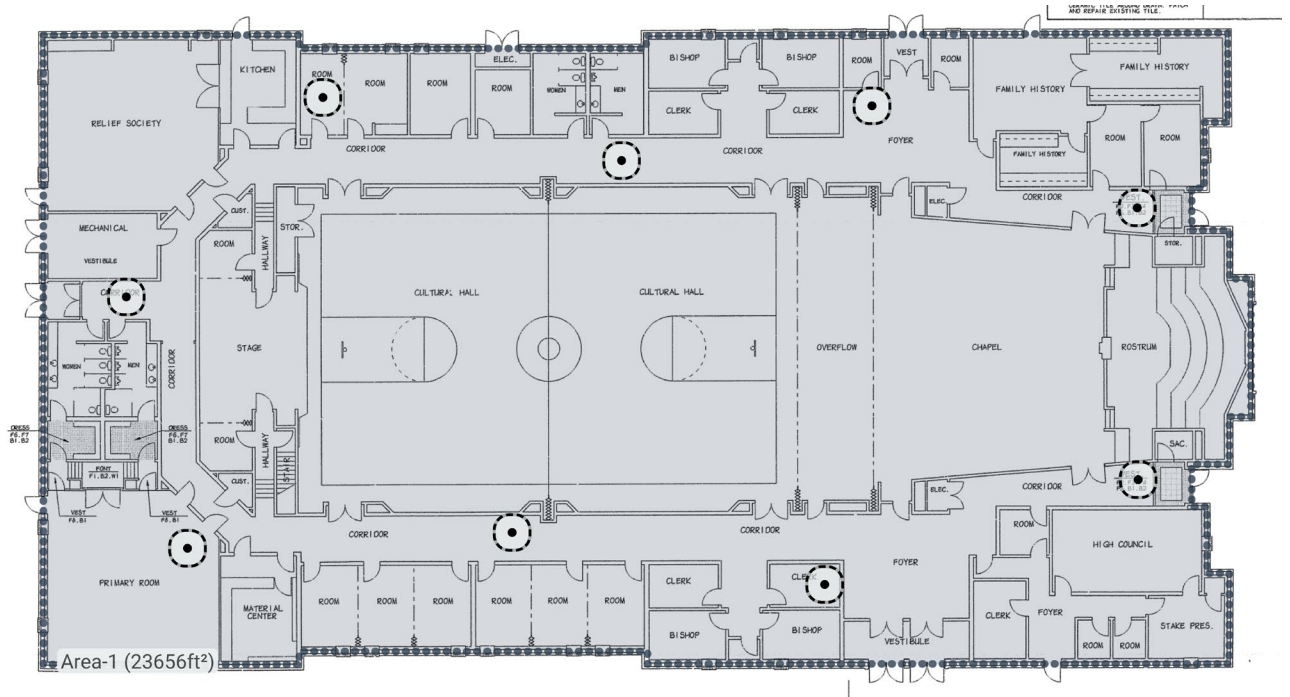 CERAMIC TILE AROUND DRAIN. PATCH
AND REPAIR EXISTING TILE.
RELIEF SOCIETY
KITCHEN
ROOM
ROOM
ROOM
ELEC.
ROOM
WOMEN
MEN
BISHOP
CLERK
BISHOP
CLERK
ROOM
VEST
ROOM
FOYER
FAMILY HISTORY
FAMILY HISTORY
FAMILY HISTORY
ROOM
ROOM
CORRIDOR
CORRIDOR
CORRIDOR
ELEC.
STOR.
CUST.
ROOM
HALLWAY
STOR.
MECHANICAL
VESTIBULE
CORRIDOR
WOMEN
MEN
CORRIDOR
STAGE
CULTURAL HALL
CULTURAL HALL
OVERFLOW
CHAPEL
ROSTRUM
DRESS
F6.F7
B1.B2
DRESS
F6.F7
B1.B2
FONT
F1.B2.W1
VEST
F5.B1
VEST
F5.B1
ROOM
HALLWAY
STAIR
CUST.
SAC.
ELEC.
CORRIDOR
CORRIDOR
CORRIDOR
PRIMARY ROOM
MATERIAL
CENTER
ROOM
ROOM
ROOM
ROOM
ROOM
ROOM
CLERK
BISHOP
CLERK
BISHOP
FOYER
VESTIBULE
ROOM
HIGH COUNCIL
CLERK
FOYER
ROOM
ROOM
STAKE PRES.
Area-1 (23656ft²)